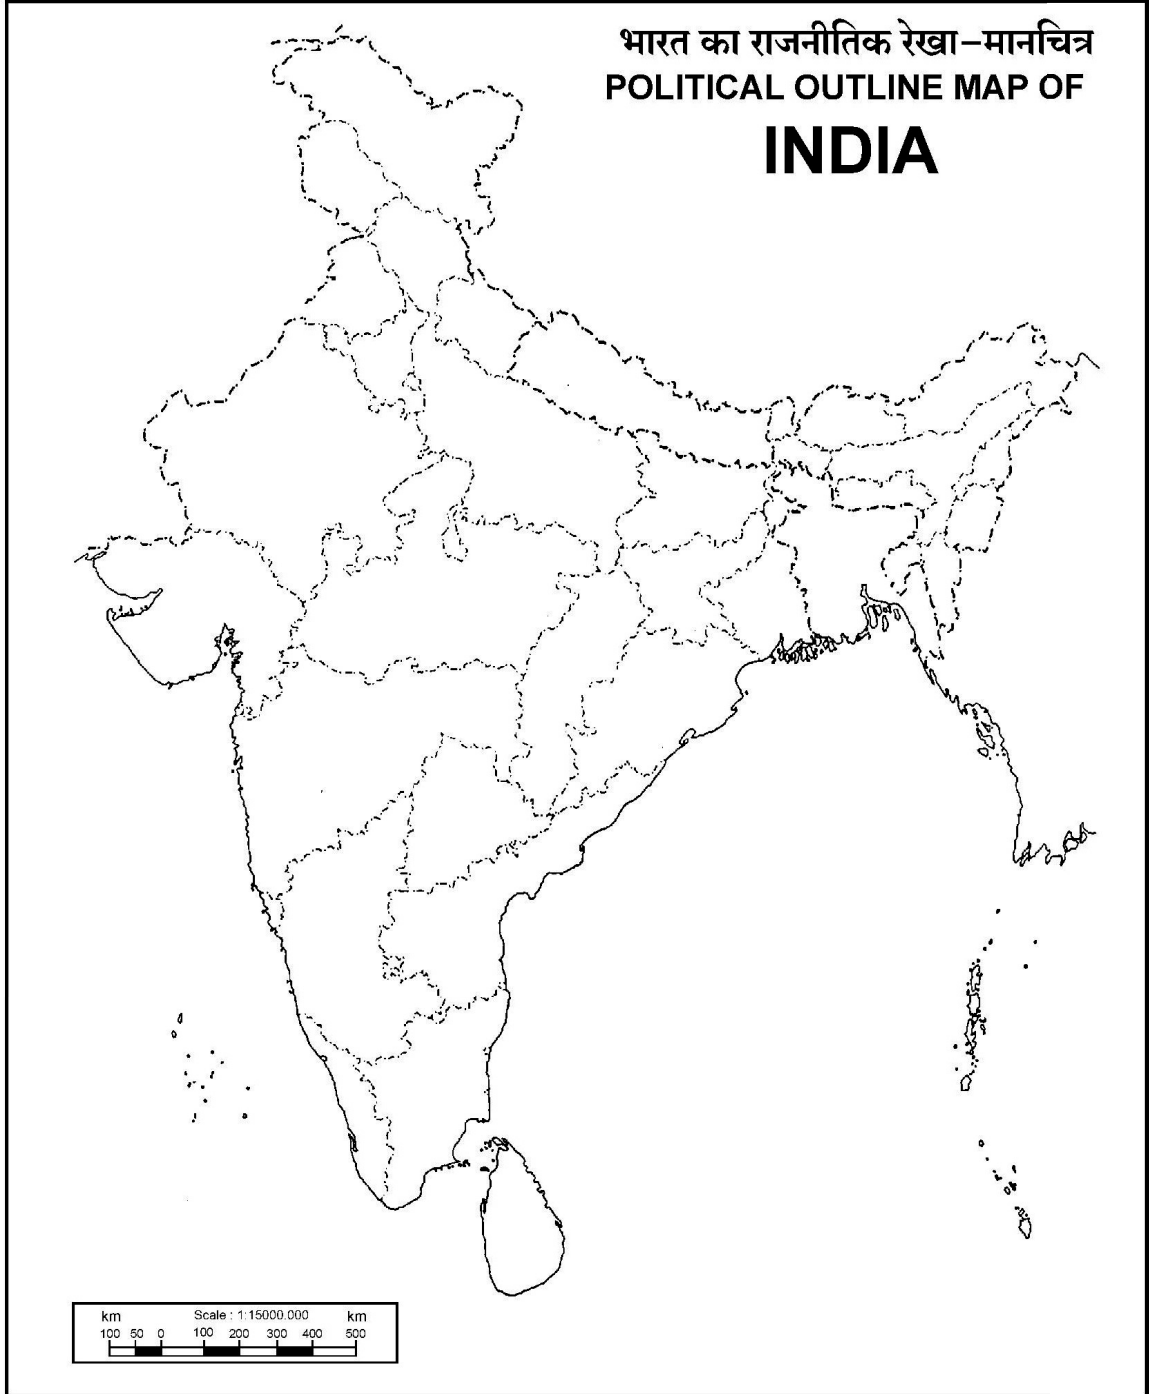 भारत का राजनीतिक रेखा-मानचित्र
POLITICAL OUTLINE MAP OF
INDIA
km Scale : 1:15000.000 km
100 50 0 100 200 300 400 500